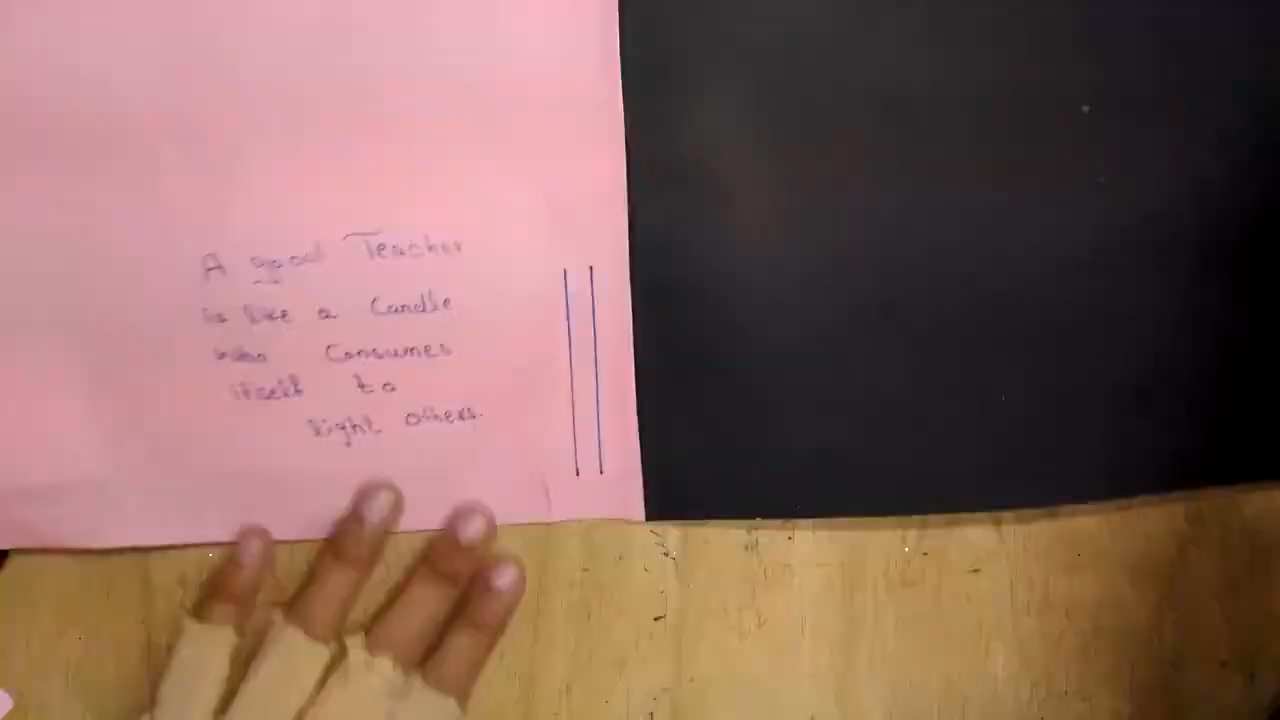 A good Teacher
is like a Candle
who Consumes
itself to
light others.